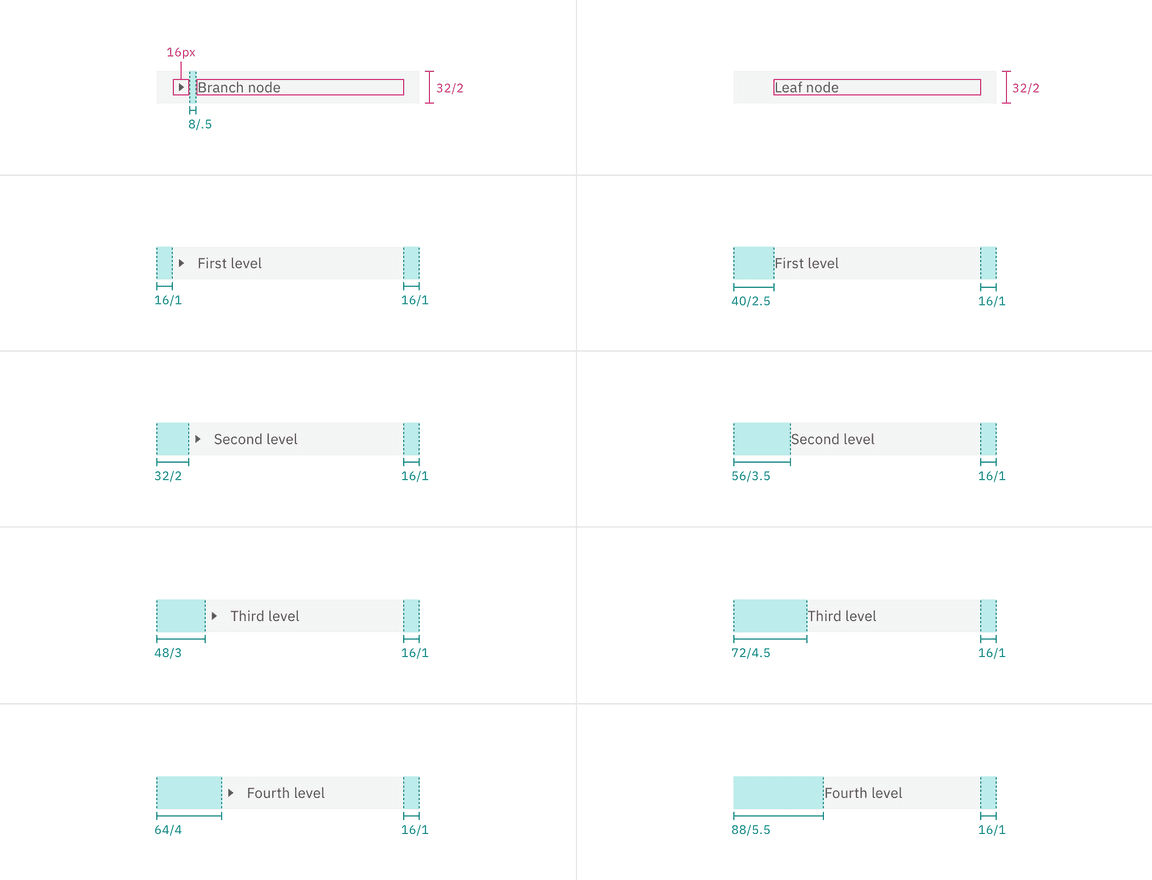 16px
Branch node
32/2
8/.5
Leaf node
32/2
First level
16/1
16/1
First level
40/2.5
16/1
Second level
32/2
16/1
Second level
56/3.5
16/1
Third level
48/3
16/1
Third level
72/4.5
16/1
Fourth level
64/4
16/1
Fourth level
88/5.5
16/1